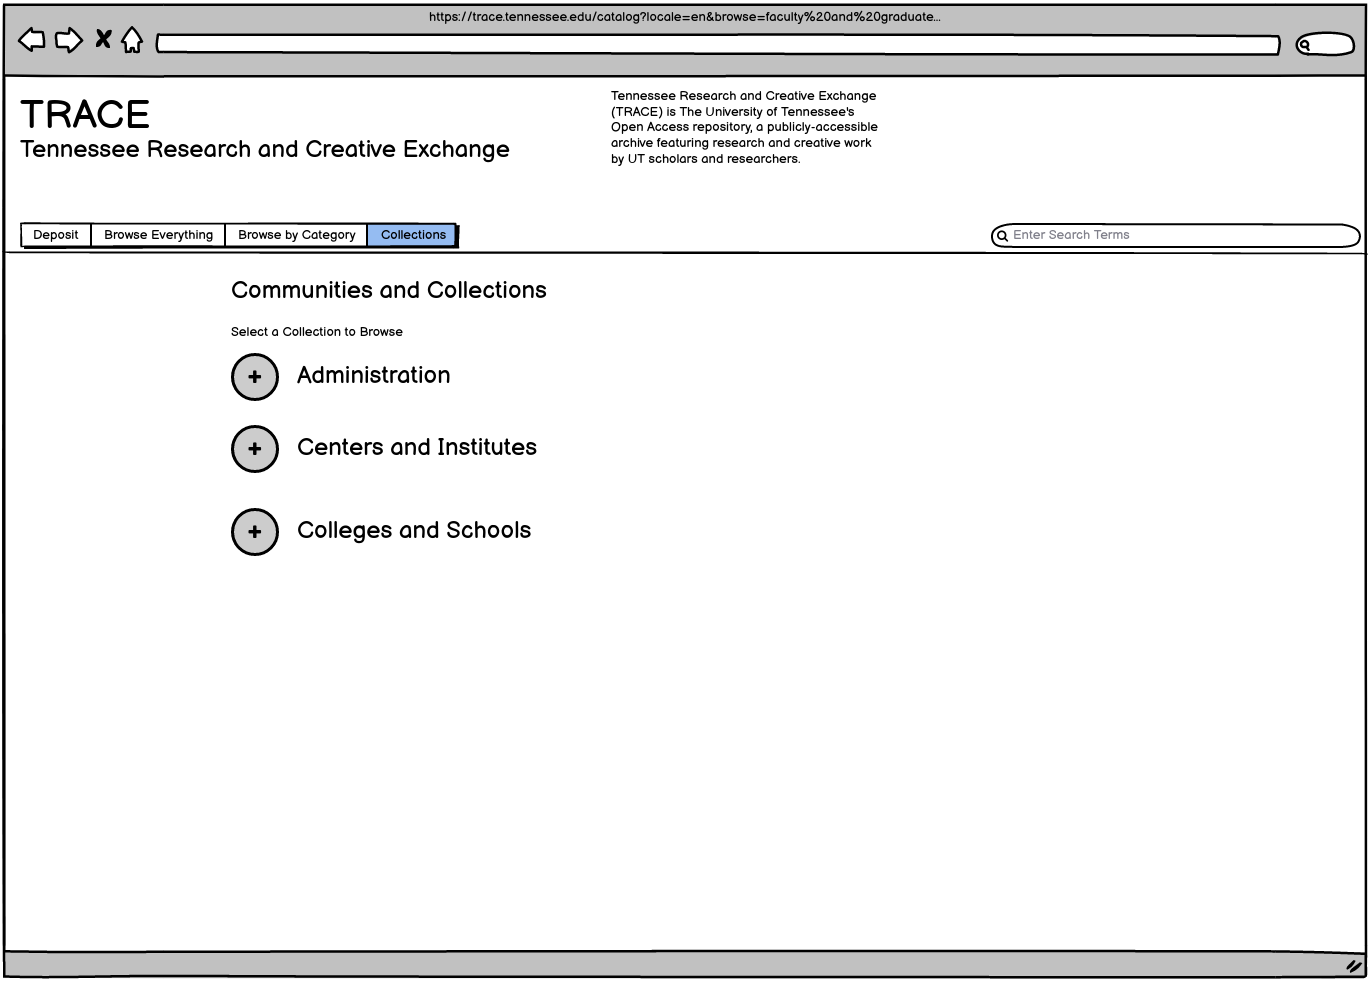 https://trace.tennessee.edu/catalog?locale=en&browse=faculty%20and%20graduate...
TRACE
Tennessee Research and Creative Exchange
Tennessee Research and Creative Exchange
(TRACE) is The University of Tennessee's
Open Access repository, a publicly-accessible
archive featuring research and creative work
by UT scholars and researchers.
Deposit Browse Everything Browse by Category Collections
Enter Search Terms
Communities and Collections
Select a Collection to Browse
+ Administration
+ Centers and Institutes
+ Colleges and Schools